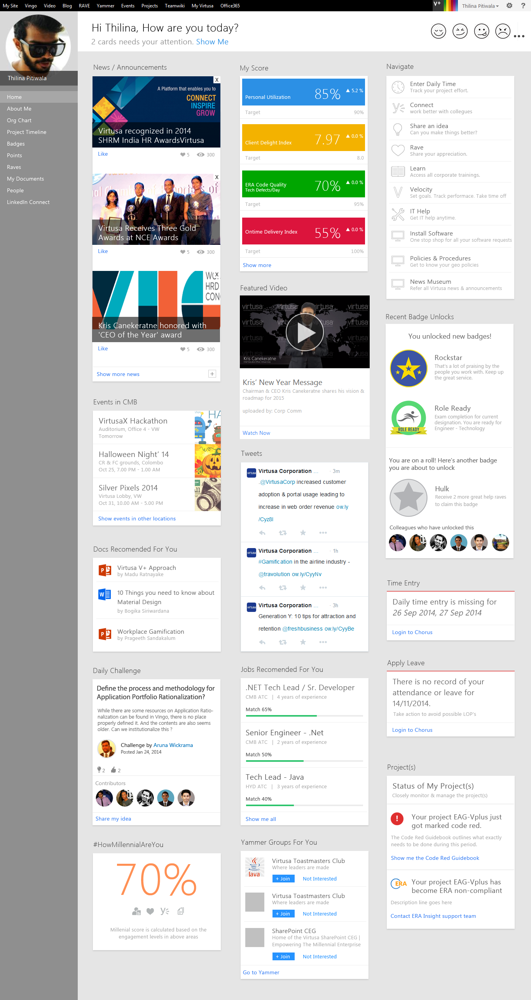 My Site Vingo Video Blog RAVE Yammer Events Projects Teamwiki My Virtusa Office365
V+ Thilina Pitiwala ?
Hi Thilina, How are you today?
2 cards needs your attention. Show Me
Thilina Pitiwala
Home
About Me
Org Chart
Project Timeline
Badges
Points
Raves
My Documents
People
LinkedIn Connect
News / Announcements
X
A Platform that enables you to
CONNECT
INSPIRE
GROW
Virtusa recognized in 2014
SHRM India HR AwardsVirtusa
Like 5 300
X
Virtusa Receives Three Gold
Awards at NCE Awards
Like 5 300
X
HRD
Kris Canekeratne honored with
'CEO of the Year' award
Like 5 300
Show more news +
Events in CMB
VirtusaX Hackathon
Auditorium, Office 4 - VW
Tomorrow
Halloween Night' 14
CR & FC grounds, Colombo
Oct 25, 7.00 PM - 1.00 AM
Silver Pixels 2014
Virtusa Lobby, VW
Oct 31, 10.00 AM - 5.00 PM
Show events in other locations
Docs Recomended For You
Virtusa V+ Approach
by Madu Ratnayake
10 Things you need to know about
Material Design
by Bogika Siriwardana
Workplace Gamification
by Prageeth Sandakalum
Daily Challenge
Define the process and methodology for
Application Portfolio Rationalization?
While there are some resources on Application Ratio-
nalization can be found in Vingo, there is no place
properly defined it. And the contents are also seems
older. Can we institutionalize this ?
Challenge by Aruna Wickrama
Posted Jan 24, 2014
2 2
Contributors
Share my idea
#HowMillennialAreYou
70%
Millenial score is calculated based on the
engagement levels in above areas
My Score
Personal Utilization 85% ▲ 5.2 %
Target 90%
Client Delight Index 7.97 ▲ 0.0 %
Target 8.0
ERA Code Quality 70% ▲ 0.0 %
Tech Defects/Day
Target 95%
Ontime Delivery Index 55% ▲ 0.0 %
Target 100%
Show more
Featured Video
virtusa virtusa virtusa
Kris Canekeratne
Chief Executive Officer, Virtusa Corp
Kris' New Year Message
Chairman & CEO Kris Canekeratne shares his vision &
roadmap for 2015
uploaded by: Corp Comm
Watch Now
Tweets
virtusa Virtusa Corporation ... · 3m
.@VirtusaCorp increased customer
adoption & portal usage leading to
increase in web order revenue ow.ly
/Cyz8I
virtusa Virtusa Corporation ... · 1h
#Gamification in the airline industry -
@travolution ow.ly/CyyNv
virtusa Virtusa Corporation ... · 3h
Generation Y: 10 tips for attraction and
retention @freshbusiness ow.ly/CyyBe
Jobs Recomended For You
.NET Tech Lead / Sr. Developer
CMB ATC | 4 years of experience
Match 65%
Senior Engineer - .Net
CMB ATC | 2 years of experience
Match 50%
Tech Lead - Java
HYD ATC | 3 years of experience
Match 40%
Show me all
Yammer Groups For You
Java
Virtusa Toastmasters Club
Where leaders are made
+ Join Not Interested
Virtusa Toastmasters Club
Where leaders are made
+ Join Not Interested
SharePoint CEG
Home of the Virtusa SharePoint CEG |
Empowering The Millennial Enterprise
+ Join Not Interested
Go to Yammer
Navigate
Enter Daily Time
Track your project effort.
Connect
work better with collegues
Share an idea
Can you make things better?
Rave
Share your appreciation.
Learn
Access all corporate trainings.
Velocity
Set goals. Track performace. Take time off
IT Help
Get IT help anytime.
Install Software
One stop shop for all your software requests
Policies & Procedures
Get to know your geo policies
News Museum
Refer all Virtusa news & announcements
Recent Badge Unlocks
You unlocked new badges!
Rockstar
That's a lot of praising by the
people you work with. Keep up
the great service.
ROLE READY
Role Ready
Exam completion for current
designation. You are ready for
Engineer - Technology
You are on a roll! Here's another badge
you are about to unlock
Hulk
Receive 2 more great help raves
to claim this badge
Colleagues who have unlocked this
Time Entry
Daily time entry is missing for
26 Sep 2014, 27 Sep 2014
Login to Chorus
Apply Leave
There is no record of your
attendance or leave for
14/11/2014.
Take action to avoid possible LOP's
Login to Chorus
Project(s)
Status of My Project(s)
Closely monitor & manage the project(s)
! Your project EAG-Vplus just
got marked code red.
The Code Red Guidebook outlines what exactly
needs to be done during this period.
Show me the Code Red Guidebook
ERA Your project EAG-Vplus has
become ERA non-compliant
Description line goes here
Contact ERA Insight support team